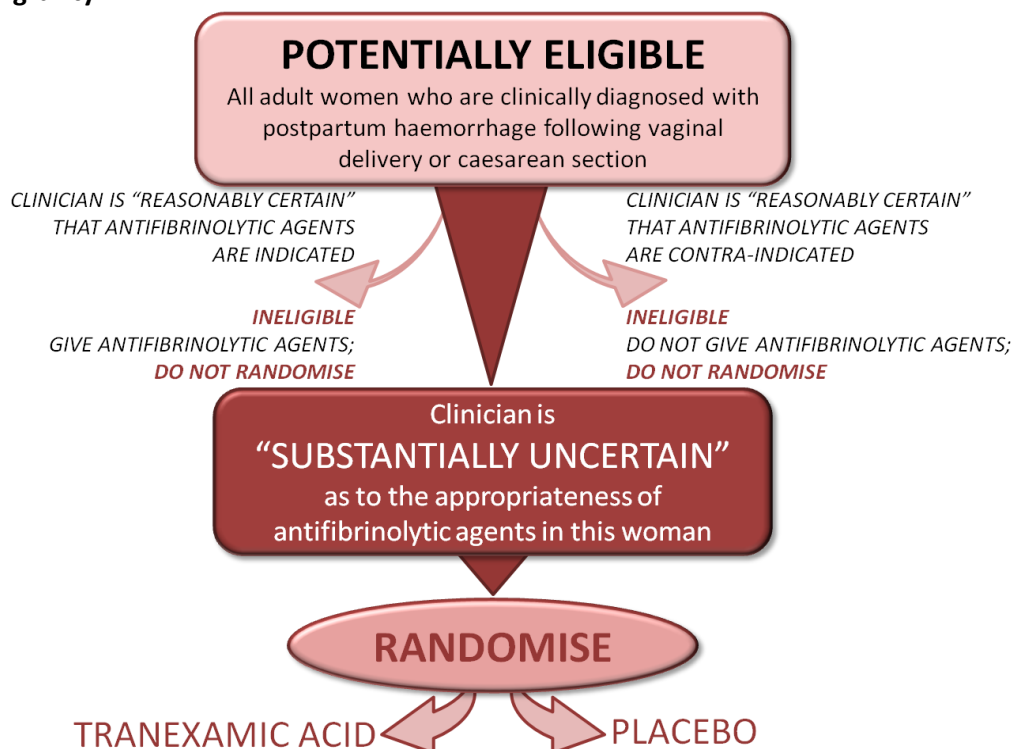 POTENTIALLY ELIGIBLE
All adult women who are clinically diagnosed with
postpartum haemorrhage following vaginal
delivery or caesarean section
CLINICIAN IS “REASONABLY CERTAIN”
THAT ANTIFIBRINOLYTIC AGENTS
ARE INDICATED
INELIGIBLE
GIVE ANTIFIBRINOLYTIC AGENTS;
DO NOT RANDOMISE
CLINICIAN IS “REASONABLY CERTAIN”
THAT ANTIFIBRINOLYTIC AGENTS
ARE CONTRA-INDICATED
INELIGIBLE
DO NOT GIVE ANTIFIBRINOLYTIC AGENTS;
DO NOT RANDOMISE
Clinician is
“SUBSTANTIALLY UNCERTAIN”
as to the appropriateness of
antifibrinolytic agents in this woman
RANDOMISE
TRANEXAMIC ACID
PLACEBO